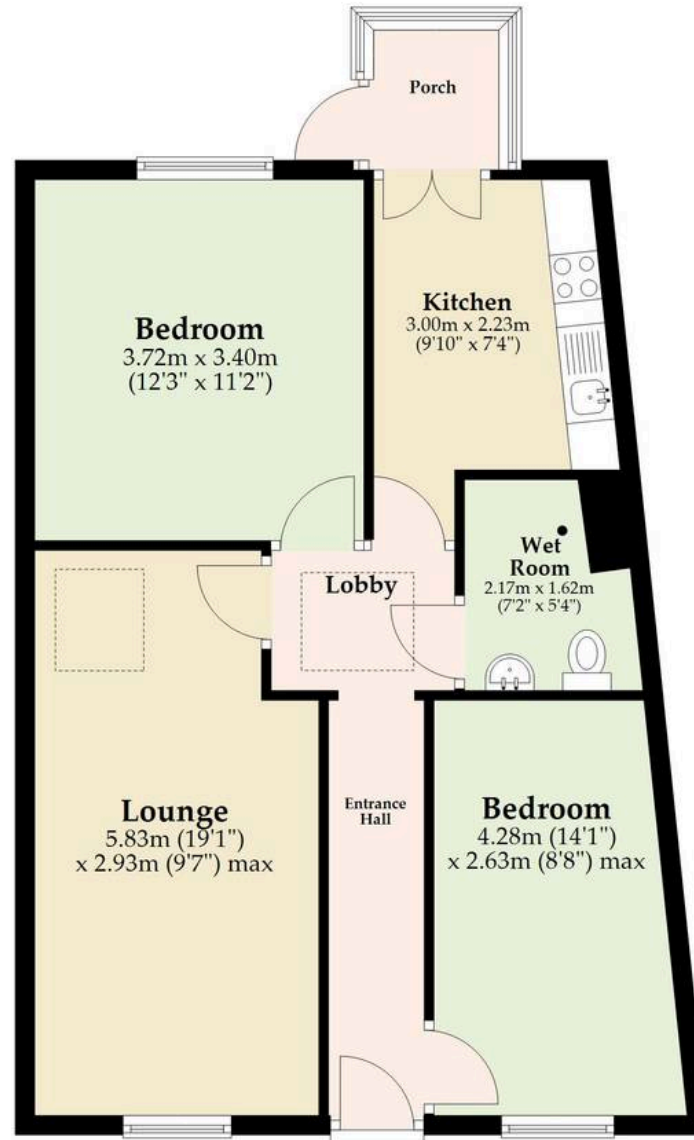 Porch
Kitchen
3.00m x 2.23m
(9'10" x 7'4")
Bedroom
3.72m x 3.40m
(12'3" x 11'2")
Wet
Room
2.17m x 1.62m
(7'2" x 5'4")
Lobby
Lounge
5.83m (19'1")
x 2.93m (9'7") max
Entrance
Hall
Bedroom
4.28m (14'1")
x 2.63m (8'8") max